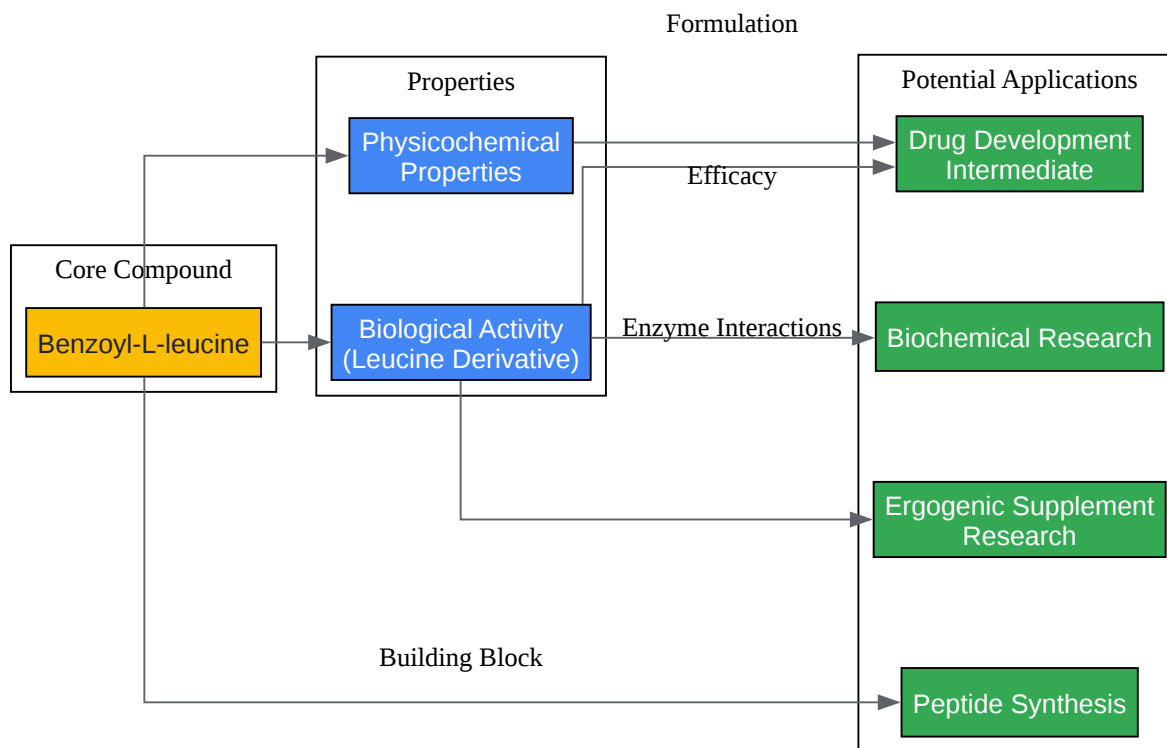 Formulation
Properties
Potential Applications
Physicochemical
Properties
Drug Development
Intermediate
Efficacy
Core Compound
Benzoyl-L-leucine
Biological Activity
(Leucine Derivative)
Enzyme Interactions
Biochemical Research
Ergogenic Supplement
Research
Building Block
Peptide Synthesis